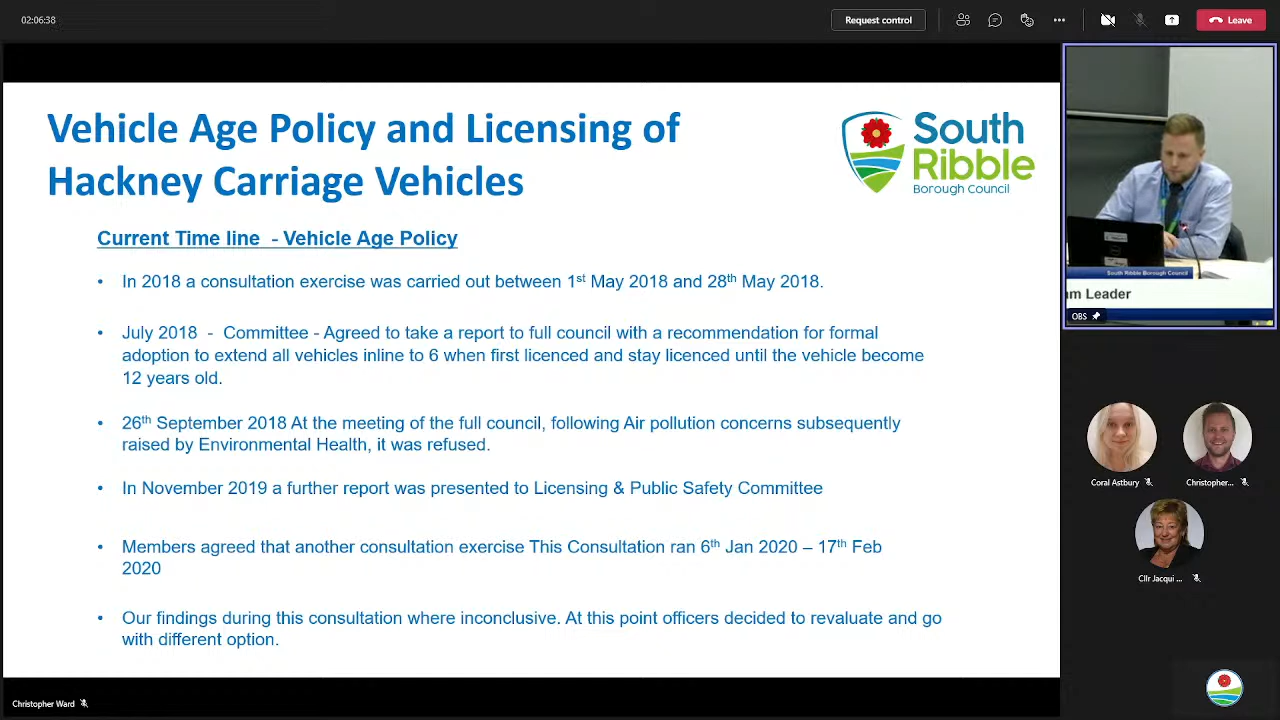 02:06:38
Request control
Leave
Vehicle Age Policy and Licensing of
Hackney Carriage Vehicles
South
Ribble
Borough Council
Current Time line - Vehicle Age Policy
• In 2018 a consultation exercise was carried out between 1st May 2018 and 28th May 2018.
• July 2018 - Committee - Agreed to take a report to full council with a recommendation for formal
adoption to extend all vehicles inline to 6 when first licenced and stay licenced until the vehicle become
12 years old.
• 26th September 2018 At the meeting of the full council, following Air pollution concerns subsequently
raised by Environmental Health, it was refused.
• In November 2019 a further report was presented to Licensing & Public Safety Committee
• Members agreed that another consultation exercise This Consultation ran 6th Jan 2020 – 17th Feb
2020
• Our findings during this consultation where inconclusive. At this point officers decided to revaluate and go
with different option.
South Ribble Borough Council
am Leader
OBS
Coral Astbury
Christopher...
Cllr Jacqui ...
Christopher Ward